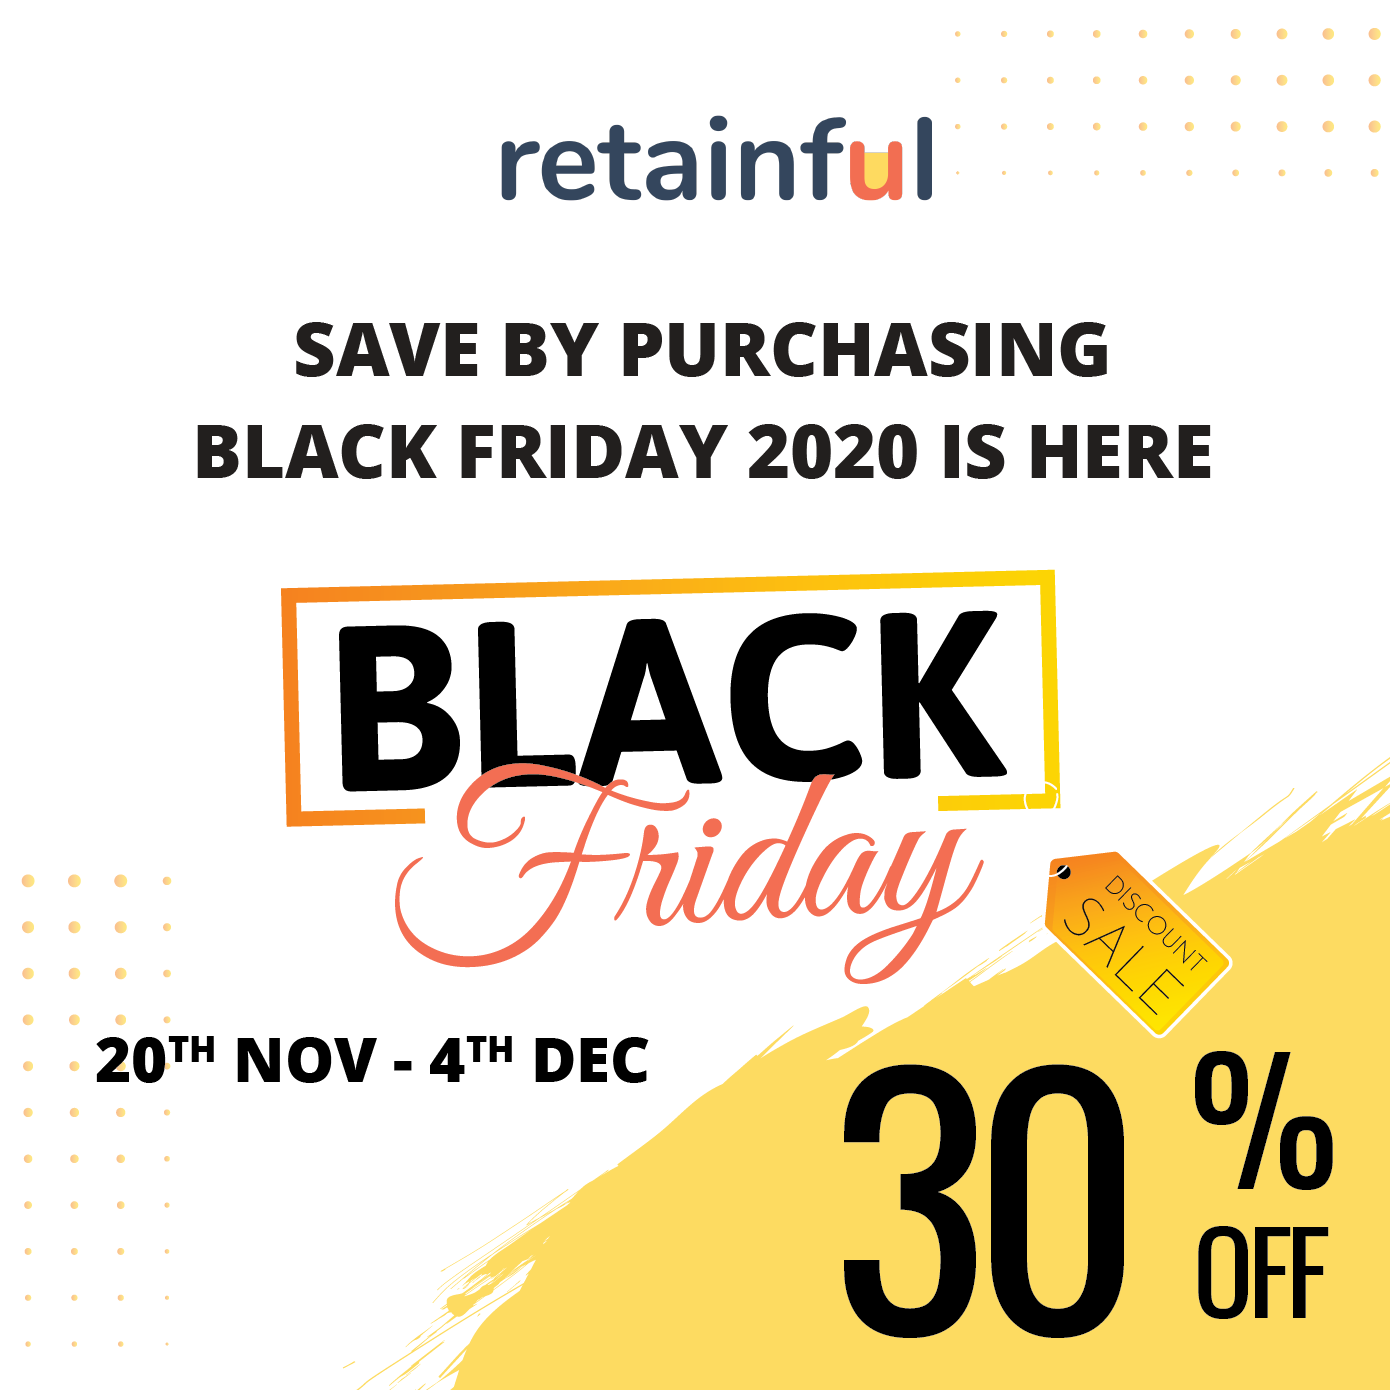 retainful
SAVE BY PURCHASING
BLACK FRIDAY 2020 IS HERE
BLACK
Friday
DISCOUNT
SALE
20TH NOV - 4TH DEC
30 %
OFF